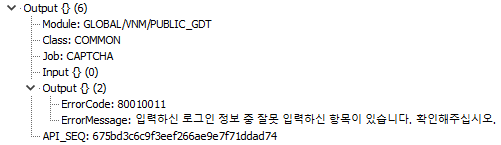 Output {} (6)
Module: GLOBAL/VNM/PUBLIC_GDT
Class: COMMON
Job: CAPTCHA
Input {} (0)
Output {} (2)
ErrorCode: 80010011
ErrorMessage: 입력하신 로그인 정보 중 잘못 입력하신 항목이 있습니다. 확인해주십시오.
API_SEQ: 675bd3c6c9f3eef266ae9e7f71ddad74